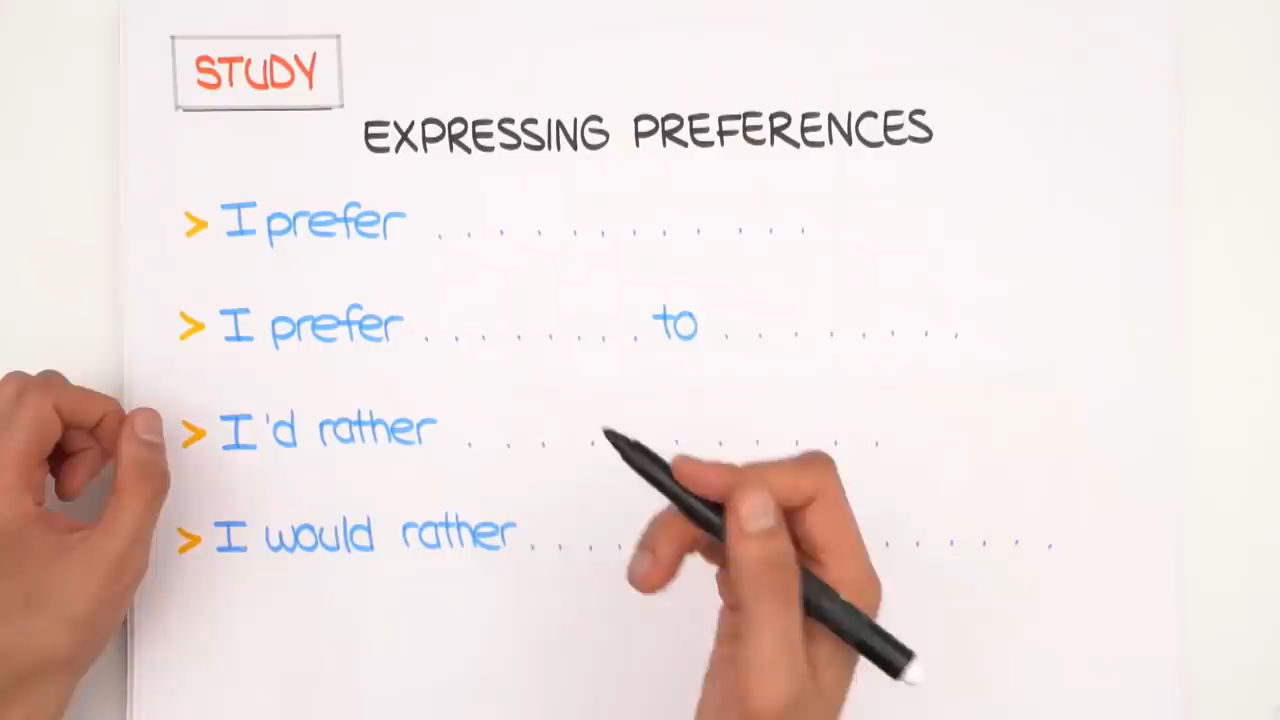 STUDY
EXPRESSING PREFERENCES
> I prefer . . . . . . . . . . . .
> I prefer . . . . . . . . to . . . . . . . .
> I'd rather . . . . . . . . . . .
> I would rather . . . . . . . . . .